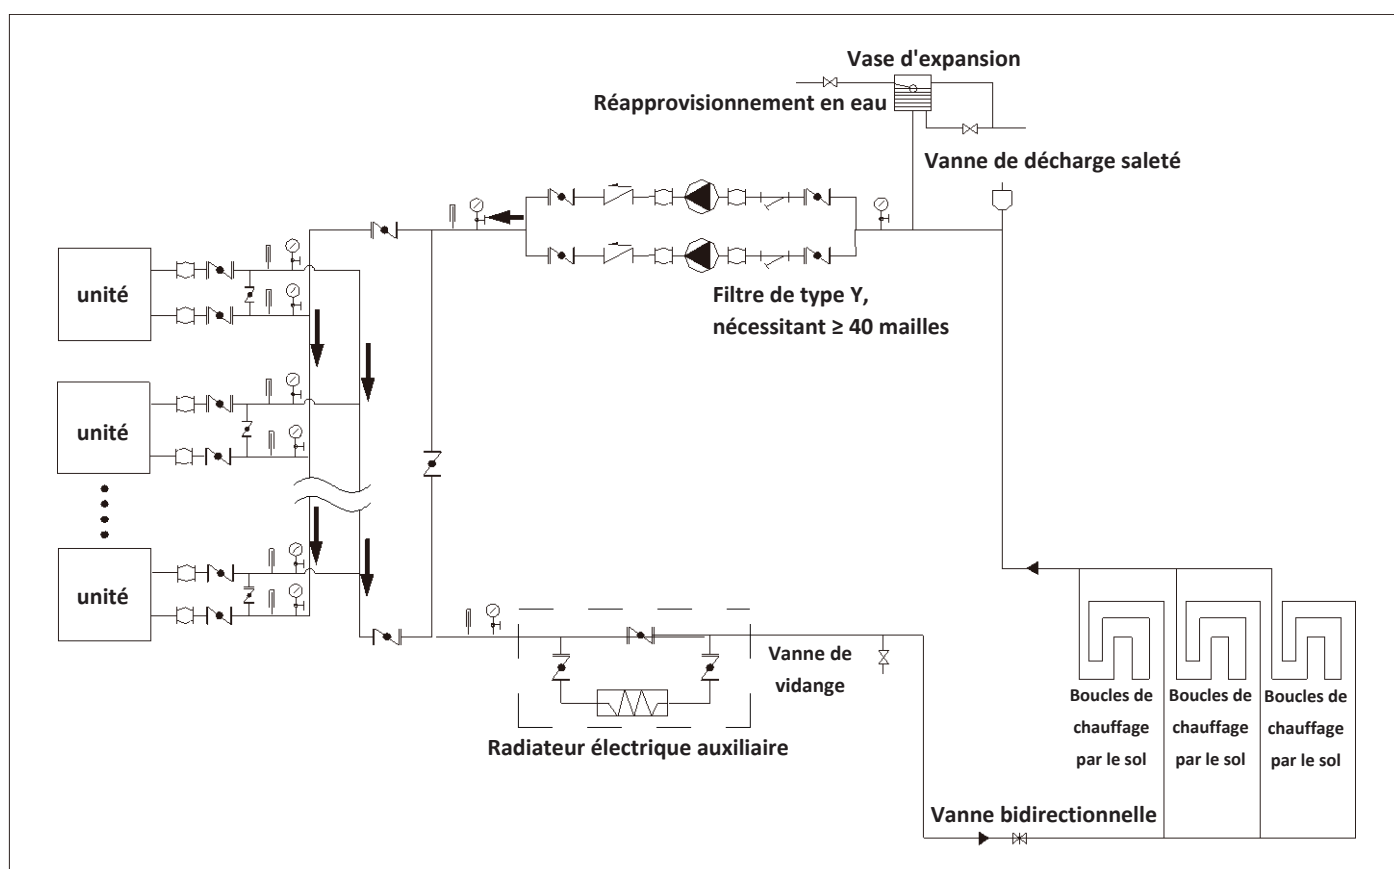 Vase d'expansion
Réapprovisionnement en eau
Vanne de décharge saleté
Filtre de type Y,
nécessitant ≥ 40 mailles
unité
unité
unité
Vanne de
vidange
Radiateur électrique auxiliaire
Boucles de
chauffage
par le sol
Boucles de
chauffage
par le sol
Boucles de
chauffage
par le sol
Vanne bidirectionnelle